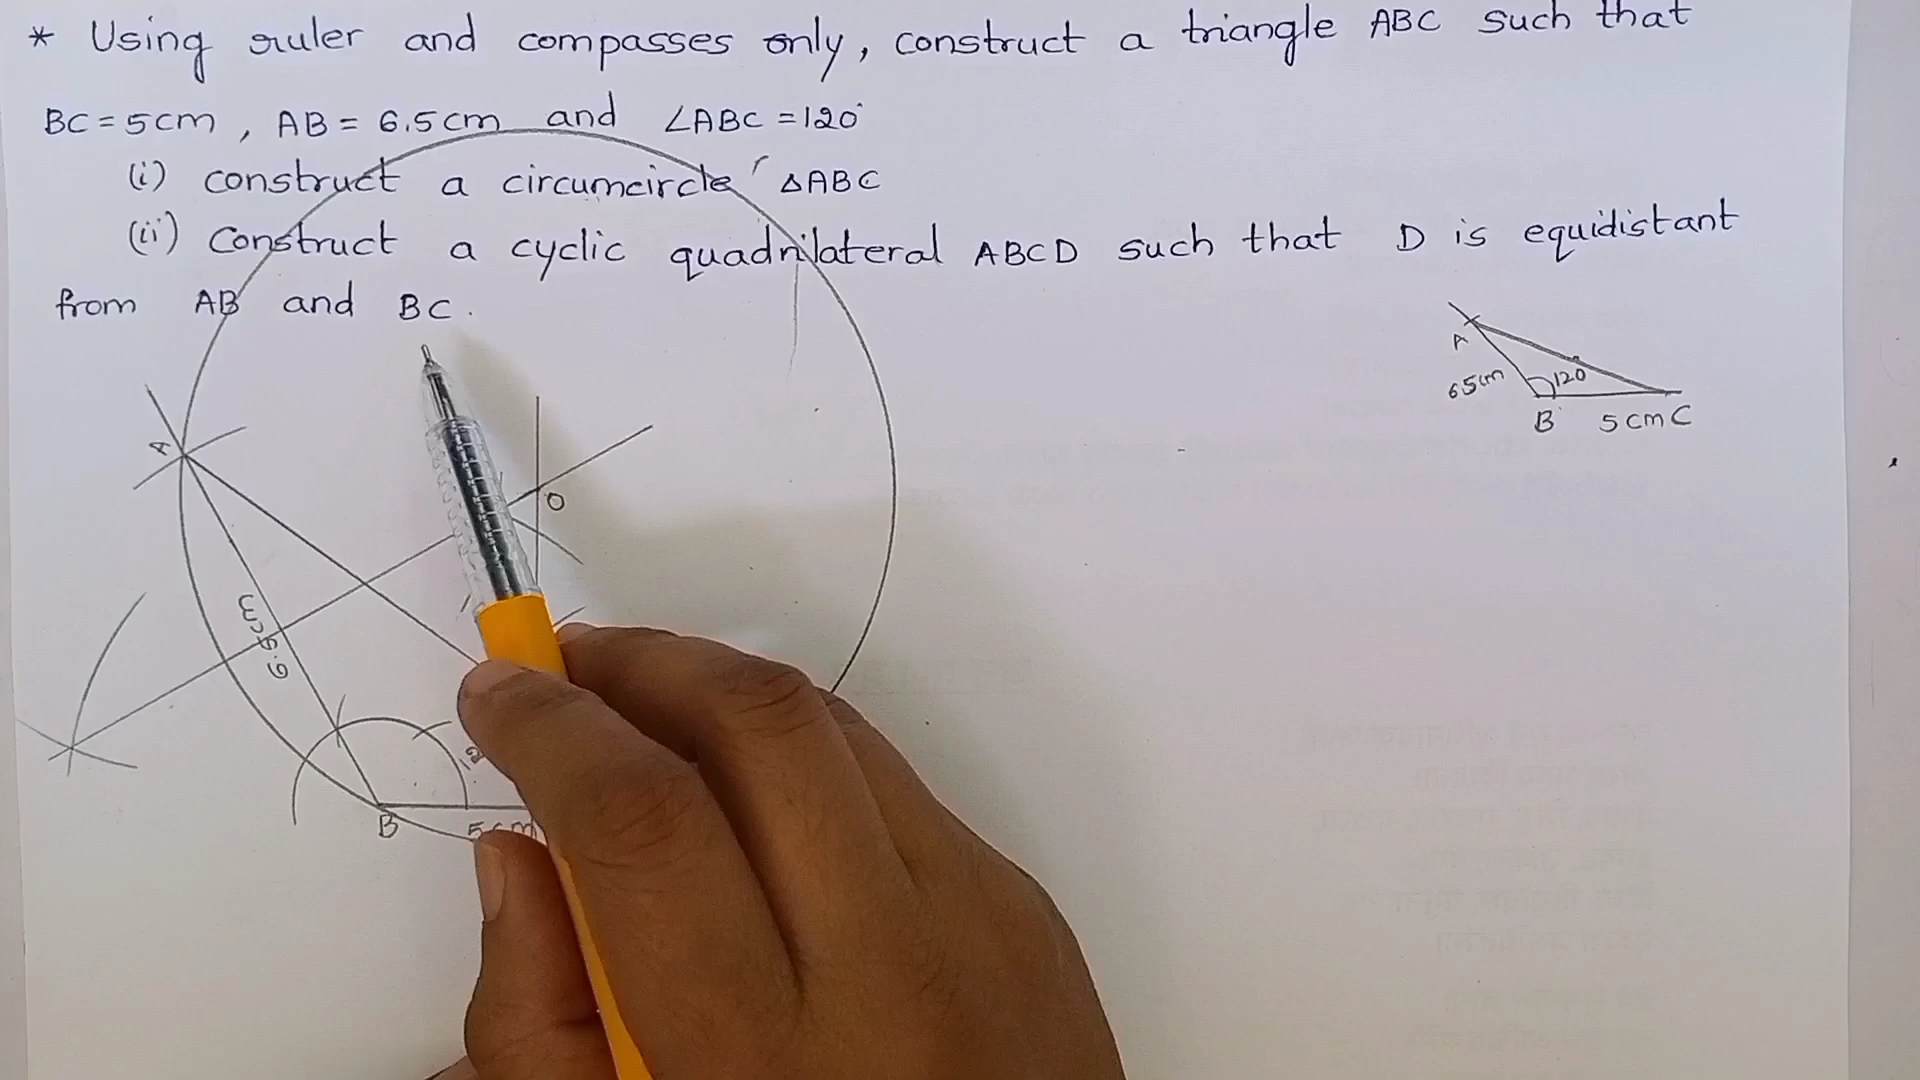 * Using ruler and compasses only, construct a triangle ABC such that
BC = 5cm, AB = 6.5cm and ∠ABC = 120°
(i) construct a circumcircle ΔABC
(ii) Construct a cyclic quadrilateral ABCD such that D is equidistant
from AB and BC.
A
6.5cm
120
B 5cm C
A
O
6.5cm
B 5cm